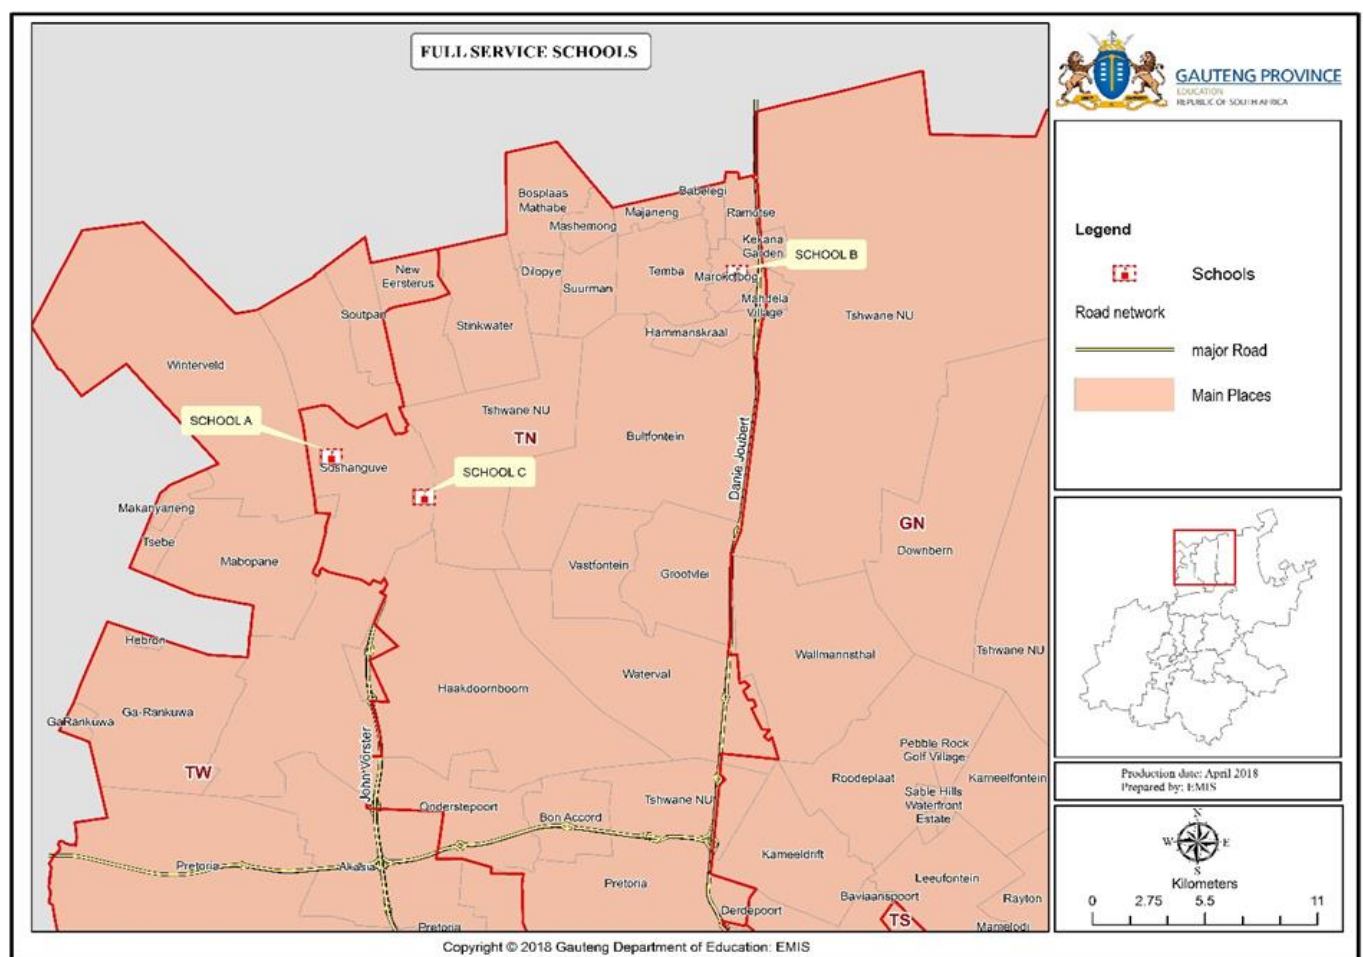 FULL SERVICE SCHOOLS
GAUTENG PROVINCE
EDUCATION
REPUBLIC OF SOUTH AFRICA
Bosplaas
Mathabe
Mashemong
Babelegi
Majaneng
Ramotse
Kekana
Garden
SCHOOL B
New
Eersterus
Dilopye
Suurman
Temba
Marokolong
Mandela
Village
Soutpan
Stinkwater
Hammanskraal
Tshwane NU
Winterveld
SCHOOL A
Tshwane NU
TN
Bultfontein
Danie Joubert
Soshanguve
SCHOOL C
Makanyaneng
Tsebe
Mabopane
GN
Downbern
Vastfontein
Grootvlei
Hebron
Wallmannsthal
Tshwane NU
Haakdoornboom
Waterval
GaRankuwa
Ga-Rankuwa
John Vorster
TW
Pebble Rock
Golf Village
Roodeplaat
Kameelfontein
Sable Hills
Waterfront
Estate
Onderstepoort
Tshwane NU
Bon Accord
Pretoria
Akasia
Kameeldrift
Pretoria
Leeufontein
Baviaanspoort
Rayton
Derdepoort
TS
Pretoria
Mamelodi
Legend
Schools
Road network
major Road
Main Places
Production date: April 2018
Prepared by: EMIS
N
W E
S
Kilometers
0 2.75 5.5 11
Copyright © 2018 Gauteng Department of Education: EMIS